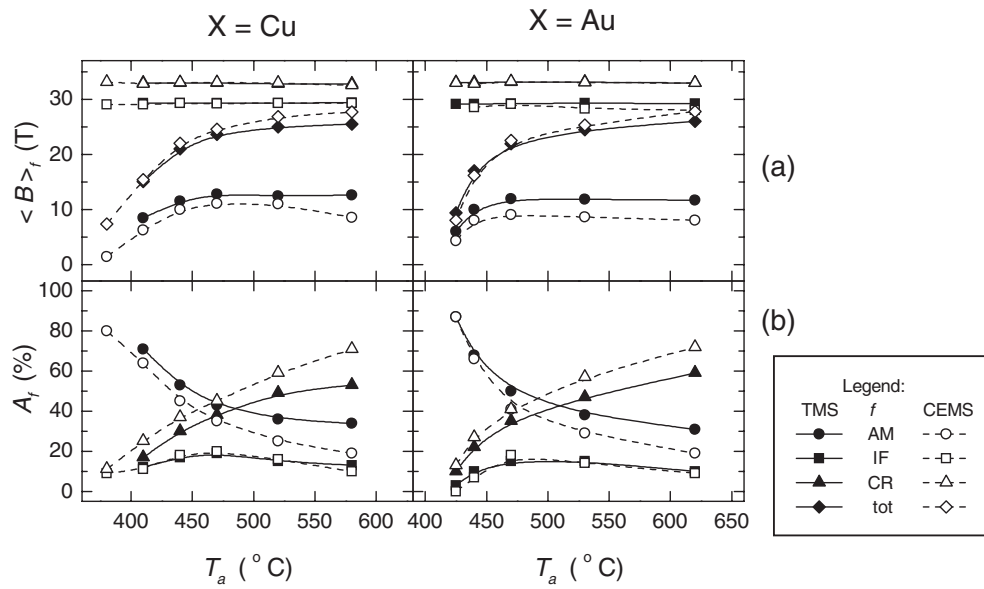 X = Cu
X = Au
< B >f (T)
30
20
10
0
(a)
Af (%)
100
80
60
40
20
0
(b)
400 450 500 550 600
400 450 500 550 600 650
Ta ( °C)
Ta ( °C)
Legend:
TMS f CEMS
AM
IF
CR
tot